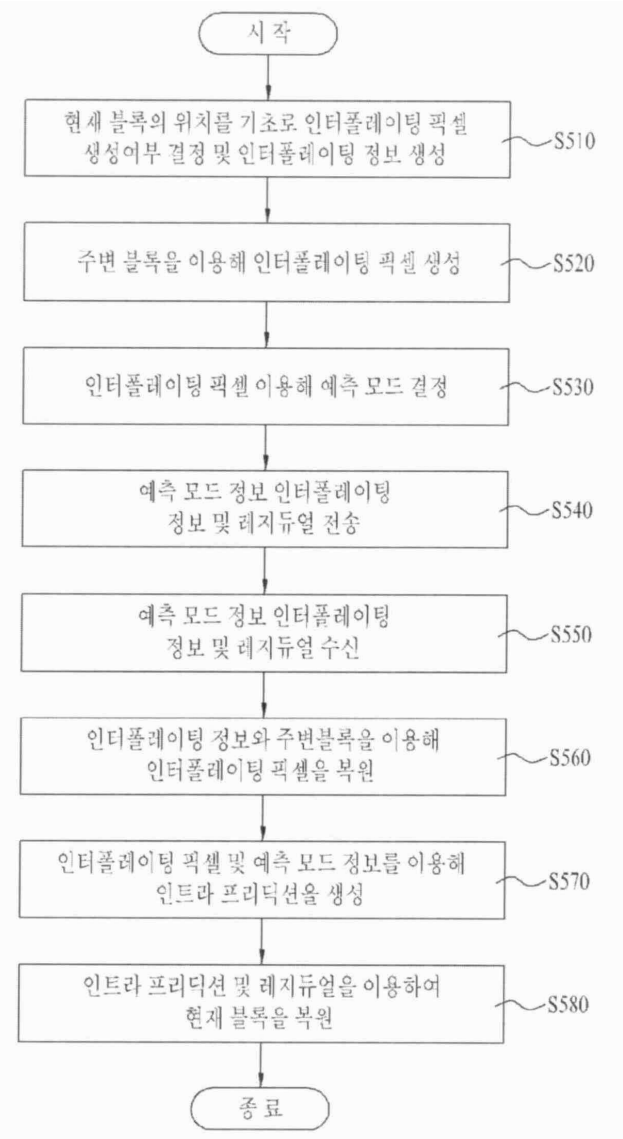 시작
현재 블록의 위치를 기초로 인터폴레이팅 픽셀
생성여부 결정 및 인터폴레이팅 정보 생성
S510
주변 블록을 이용해 인터폴레이팅 픽셀 생성
S520
인터폴레이팅 픽셀 이용해 예측 모드 결정
S530
예측 모드 정보 인터폴레이팅
정보 및 레지듀얼 전송
S540
예측 모드 정보 인터폴레이팅
정보 및 레지듀얼 수신
S550
인터폴레이팅 정보와 주변블록을 이용해
인터폴레이팅 픽셀을 복원
S560
인터폴레이팅 픽셀 및 예측 모드 정보를 이용해
인트라 프리딕션을 생성
S570
인트라 프리딕션 및 레지듀얼을 이용하여
현재 블록을 복원
S580
종료